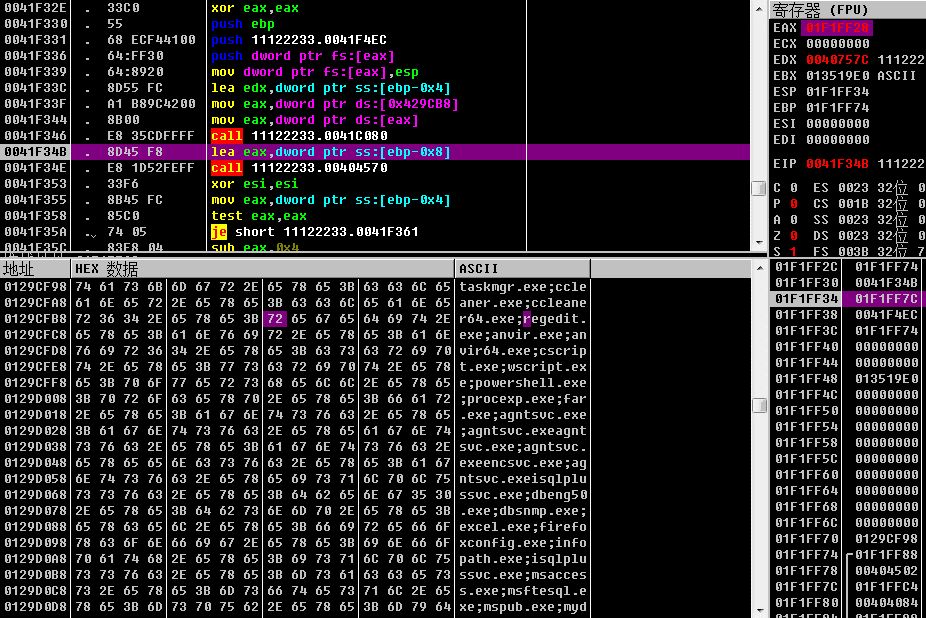 0041F32E . 33C0 xor eax,eax
0041F330 . 55 push ebp
0041F331 . 68 ECF44100 push 11122233.0041F4EC
0041F336 . 64:FF30 push dword ptr fs:[eax]
0041F339 . 64:8920 mov dword ptr fs:[eax],esp
0041F33C . 8D55 FC lea edx,dword ptr ss:[ebp-0x4]
0041F33F . A1 B89C4200 mov eax,dword ptr ds:[0x429CB8]
0041F344 . 8B00 mov eax,dword ptr ds:[eax]
0041F346 . E8 35CDFFFF call 11122233.0041C080
0041F34B . 8D45 F8 lea eax,dword ptr ss:[ebp-0x8]
0041F34E . E8 1D52FEFF call 11122233.00404570
0041F353 . 33F6 xor esi,esi
0041F355 . 8B45 FC mov eax,dword ptr ss:[ebp-0x4]
0041F358 . 85C0 test eax,eax
0041F35A . 74 05 je short 11122233.0041F361
0041F35C . 83E8 04 sub eax,0x4
寄存器 (FPU)
EAX 01F1FF28
ECX 00000000
EDX 0040757C 111222
EBX 013519E0 ASCII
ESP 01F1FF34
EBP 01F1FF74
ESI 00000000
EDI 00000000
EIP 0041F34B 111222
C 0 ES 0023 32位 0
P 0 CS 001B 32位 0
A 0 SS 0023 32位 0
Z 0 DS 0023 32位 0
S 1 FS 003B 32位 7
地址 HEX 数据 ASCII
0129CF98 74 61 73 6B 6D 67 72 2E 65 78 65 3B 63 63 6C 65 taskmgr.exe;ccle
0129CFA8 61 6E 65 72 2E 65 78 65 3B 63 63 6C 65 61 6E 65 aner.exe;ccleane
0129CFB8 72 36 34 2E 65 78 65 3B 72 65 67 65 64 69 74 2E r64.exe;regedit.
0129CFC8 65 78 65 3B 61 6E 76 69 72 2E 65 78 65 3B 61 6E exe;anvir.exe;an
0129CFD8 76 69 72 36 34 2E 65 78 65 3B 63 73 63 72 69 70 vir64.exe;cscrip
0129CFE8 74 2E 65 78 65 3B 77 73 63 72 69 70 74 2E 65 78 t.exe;wscript.ex
0129CFF8 65 3B 70 6F 77 65 72 73 68 65 6C 6C 2E 65 78 65 e;powershell.exe
0129D008 3B 70 72 6F 63 65 78 70 2E 65 78 65 3B 66 61 72 ;procexp.exe;far
0129D018 2E 65 78 65 3B 61 67 6E 74 73 76 63 2E 65 78 65 .exe;agntsvc.exe
0129D028 3B 61 67 6E 74 73 76 63 2E 65 78 65 61 67 6E 74 ;agntsvc.exeagnt
0129D038 73 76 63 2E 65 78 65 3B 61 67 6E 74 73 76 63 2E svc.exe;agntsvc.
0129D048 65 78 65 65 6E 63 73 76 63 2E 65 78 65 3B 61 67 exeencsvc.exe;ag
0129D058 6E 74 73 76 63 2E 65 78 65 69 73 71 6C 70 6C 75 ntsvc.exeisqlplu
0129D068 73 73 76 63 2E 65 78 65 3B 64 62 65 6E 67 35 30 ssvc.exe;dbeng50
0129D078 2E 65 78 65 3B 64 62 73 6E 6D 70 2E 65 78 65 3B .exe;dbsnmp.exe;
0129D088 65 78 63 65 6C 2E 65 78 65 3B 66 69 72 65 66 6F excel.exe;firefo
0129D098 78 63 6F 6E 66 69 67 2E 65 78 65 3B 69 6E 66 6F xconfig.exe;info
0129D0A8 70 61 74 68 2E 65 78 65 3B 69 73 71 6C 70 6C 75 path.exe;isqlplu
0129D0B8 73 73 76 63 2E 65 78 65 3B 6D 73 61 63 63 65 73 ssvc.exe;msacces
0129D0C8 73 2E 65 78 65 3B 6D 73 66 74 65 73 71 6C 2E 65 s.exe;msftesql.e
0129D0D8 78 65 3B 6D 73 70 75 62 2E 65 78 65 3B 6D 79 64 xe;mspub.exe;myd
01F1FF2C 01F1FF74
01F1FF30 0041F34B
01F1FF34 01F1FF7C
01F1FF38 0041F4EC
01F1FF3C 01F1FF74
01F1FF40 00000000
01F1FF44 00000000
01F1FF48 013519E0
01F1FF4C 00000000
01F1FF50 00000000
01F1FF54 00000000
01F1FF58 00000000
01F1FF5C 00000000
01F1FF60 00000000
01F1FF64 00000000
01F1FF68 00000000
01F1FF6C 00000000
01F1FF70 0129CF98
01F1FF74 01F1FF88
01F1FF78 00404502
01F1FF7C 01F1FFC4
01F1FF80 00404084